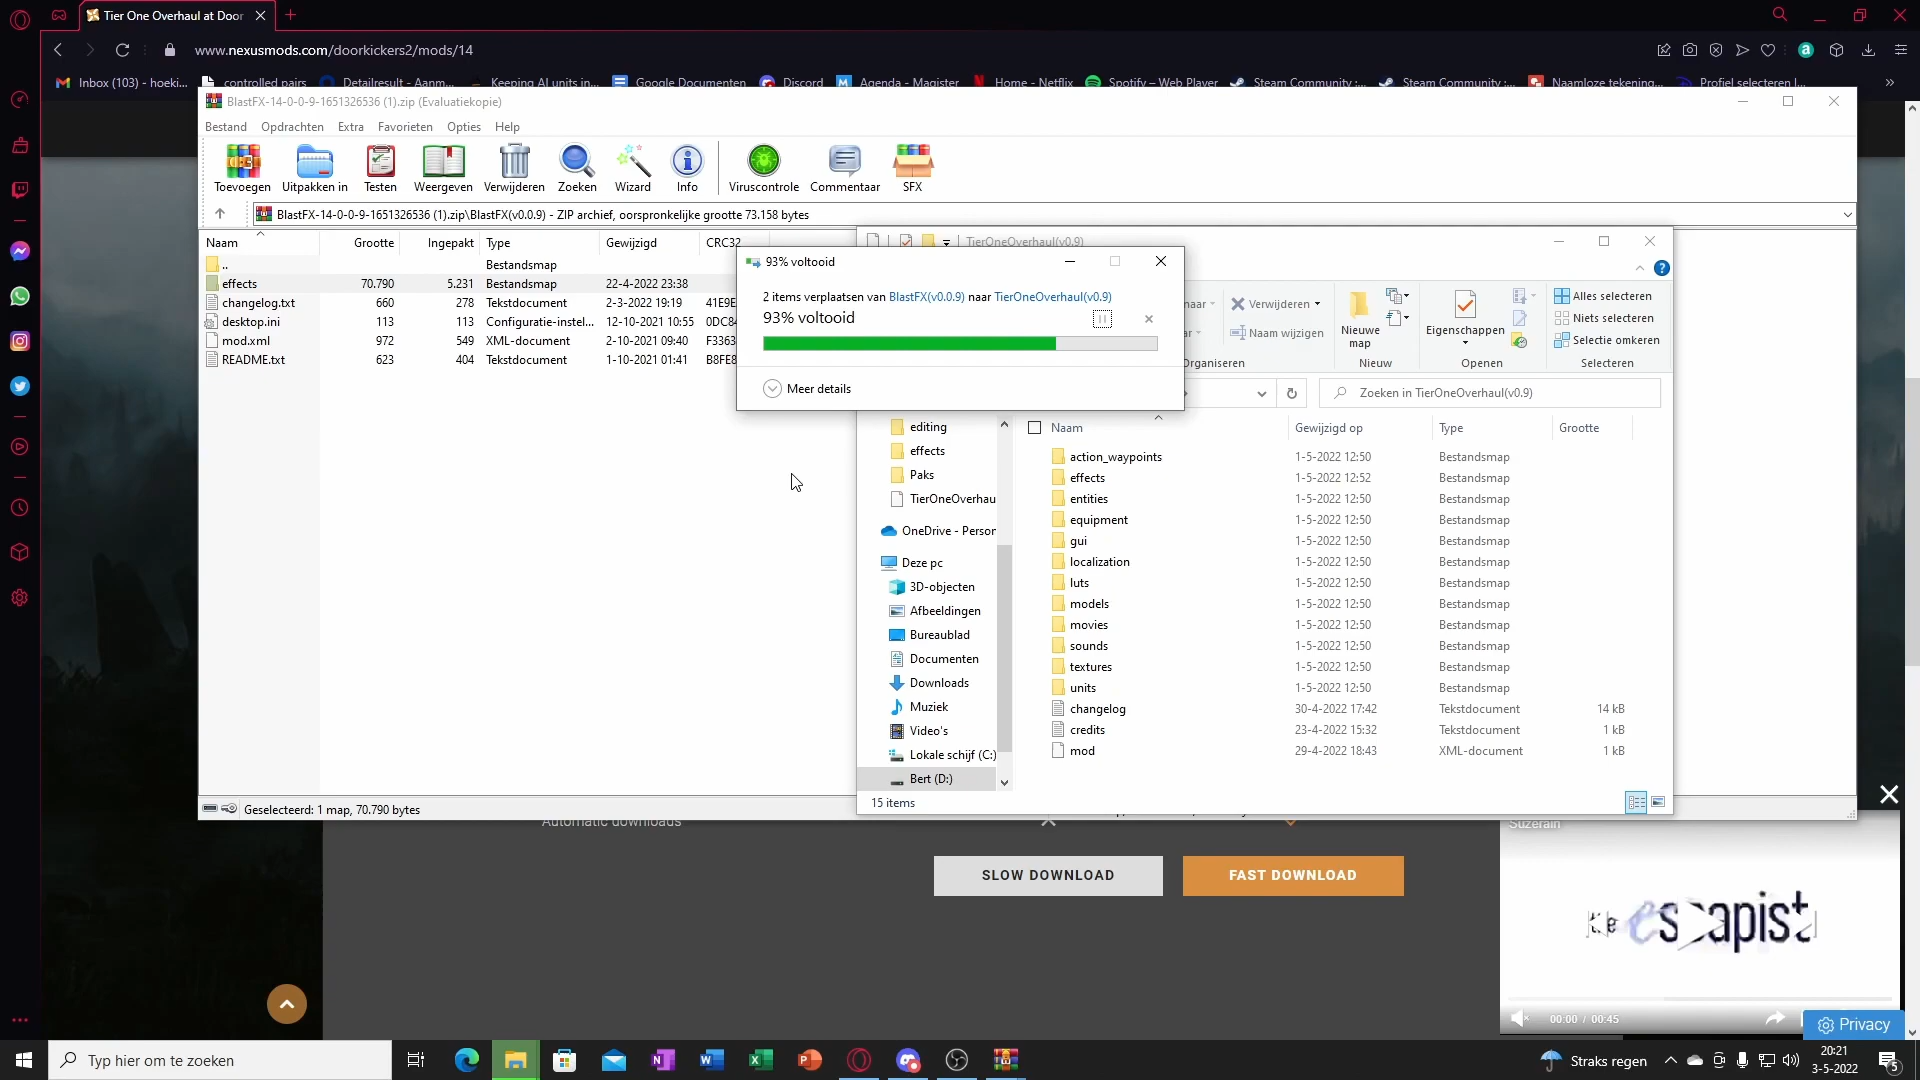 Tier One Overhaul at Door
www.nexusmods.com/doorkickers2/mods/14
Inbox (103) - hoeki...
controlled pairs
Detailresult - Aanm...
Keeping AI units in...
Google Documenten
Discord
Agenda - Magister
Home - Netflix
Spotify – Web Player
Steam Community :...
Steam Community :...
Naamloze tekening...
Profiel selecteren |...
BlastFX-14-0-0-9-1651326536 (1).zip (Evaluatiekopie)
Bestand Opdrachten Extra Favorieten Opties Help
Toevoegen Uitpakken in Testen Weergeven Verwijderen Zoeken Wizard Info Viruscontrole Commentaar SFX
BlastFX-14-0-0-9-1651326536 (1).zip\BlastFX(v0.0.9) - ZIP archief, oorspronkelijke grootte 73.158 bytes
Naam Grootte Ingepakt Type Gewijzigd CRC32
.. Bestandsmap
effects 70.790 5.231 Bestandsmap 22-4-2022 23:38
changelog.txt 660 278 Tekstdocument 2-3-2022 19:19 41E9E
desktop.ini 113 113 Configuratie-instel... 12-10-2021 10:55 0DC84
mod.xml 972 549 XML-document 2-10-2021 09:40 F3363
README.txt 623 404 Tekstdocument 1-10-2021 01:41 B8FE8
Geselecteerd: 1 map, 70.790 bytes
TierOneOverhaul(v0.9)
93% voltooid
2 items verplaatsen van BlastFX(v0.0.9) naar TierOneOverhaul(v0.9)
93% voltooid
Meer details
naar Verwijderen
Naam wijzigen
Organiseren
Nieuwe map
Nieuw
Eigenschappen
Openen
Alles selecteren
Niets selecteren
Selectie omkeren
Selecteren
Zoeken in TierOneOverhaul(v0.9)
editing
effects
Paks
TierOneOverhau
OneDrive - Person
Deze pc
3D-objecten
Afbeeldingen
Bureaublad
Documenten
Downloads
Muziek
Video's
Lokale schijf (C:)
Bert (D:)
Naam Gewijzigd op Type Grootte
action_waypoints 1-5-2022 12:50 Bestandsmap
effects 1-5-2022 12:52 Bestandsmap
entities 1-5-2022 12:50 Bestandsmap
equipment 1-5-2022 12:50 Bestandsmap
gui 1-5-2022 12:50 Bestandsmap
localization 1-5-2022 12:50 Bestandsmap
luts 1-5-2022 12:50 Bestandsmap
models 1-5-2022 12:50 Bestandsmap
movies 1-5-2022 12:50 Bestandsmap
sounds 1-5-2022 12:50 Bestandsmap
textures 1-5-2022 12:50 Bestandsmap
units 1-5-2022 12:50 Bestandsmap
changelog 30-4-2022 17:42 Tekstdocument 14 kB
credits 23-4-2022 15:32 Tekstdocument 1 kB
mod 29-4-2022 18:43 XML-document 1 kB
15 items
Automatic downloads
SLOW DOWNLOAD
FAST DOWNLOAD
Suzerain
00:00 / 00:45
Privacy
Typ hier om te zoeken
Straks regen
20:21
3-5-2022
5